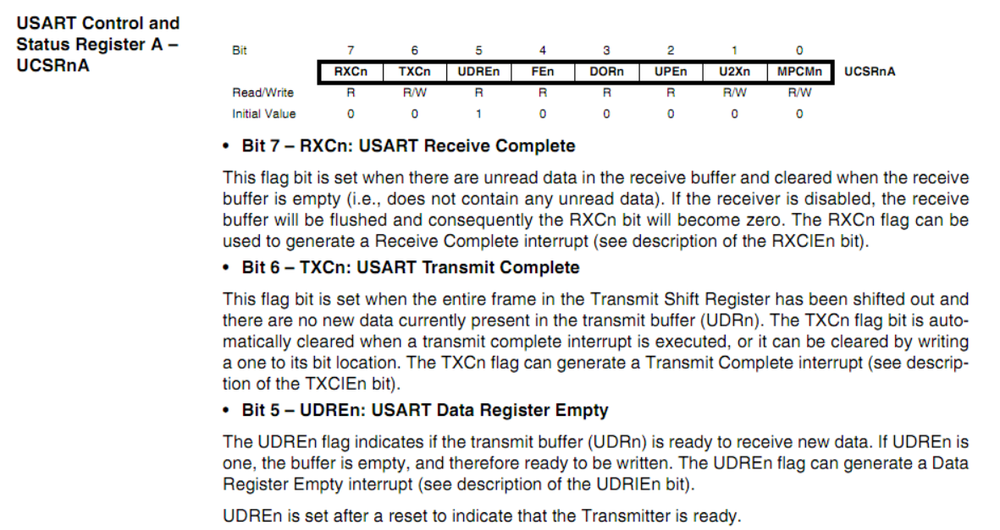 USART Control and
Status Register A –
UCSRnA
Bit 7 6 5 4 3 2 1 0
RXCn TXCn UDREn FEn DORn UPEn U2Xn MPCMn UCSRnA
Read/Write R R/W R R R R R/W R/W
Initial Value 0 0 1 0 0 0 0 0
• Bit 7 – RXCn: USART Receive Complete
This flag bit is set when there are unread data in the receive buffer and cleared when the receive
buffer is empty (i.e., does not contain any unread data). If the receiver is disabled, the receive
buffer will be flushed and consequently the RXCn bit will become zero. The RXCn flag can be
used to generate a Receive Complete interrupt (see description of the RXCIEn bit).
• Bit 6 – TXCn: USART Transmit Complete
This flag bit is set when the entire frame in the Transmit Shift Register has been shifted out and
there are no new data currently present in the transmit buffer (UDRn). The TXCn flag bit is auto-
matically cleared when a transmit complete interrupt is executed, or it can be cleared by writing
a one to its bit location. The TXCn flag can generate a Transmit Complete interrupt (see descrip-
tion of the TXCIEn bit).
• Bit 5 – UDREn: USART Data Register Empty
The UDREn flag indicates if the transmit buffer (UDRn) is ready to receive new data. If UDREn is
one, the buffer is empty, and therefore ready to be written. The UDREn flag can generate a Data
Register Empty interrupt (see description of the UDRIEn bit).
UDREn is set after a reset to indicate that the Transmitter is ready.